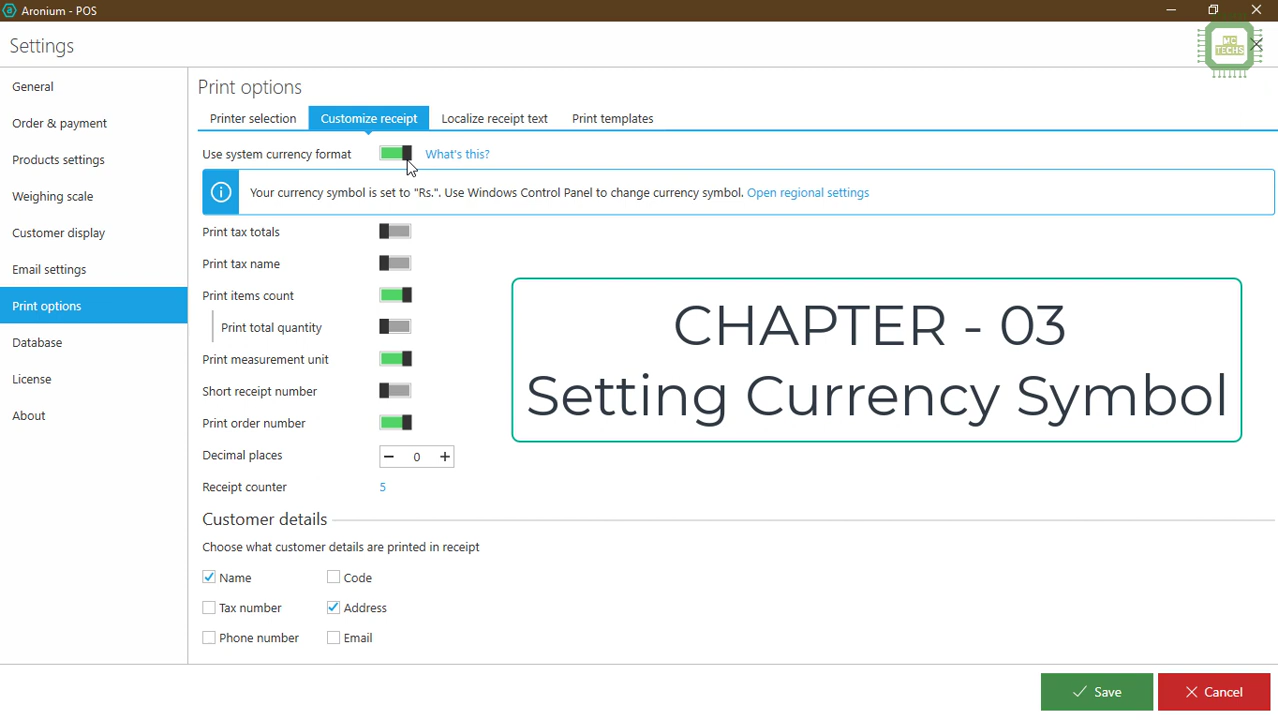 Aronium - POS
Settings
MC
TECHS
General
Order & payment
Products settings
Weighing scale
Customer display
Email settings
Print options
Database
License
About
Print options
Printer selection Customize receipt Localize receipt text Print templates
Use system currency format What's this?
Your currency symbol is set to "Rs.". Use Windows Control Panel to change currency symbol. Open regional settings
Print tax totals
Print tax name
Print items count
Print total quantity
Print measurement unit
Short receipt number
Print order number
Decimal places − 0 +
Receipt counter 5
CHAPTER - 03
Setting Currency Symbol
Customer details
Choose what customer details are printed in receipt
Name Code
Tax number Address
Phone number Email
Save Cancel